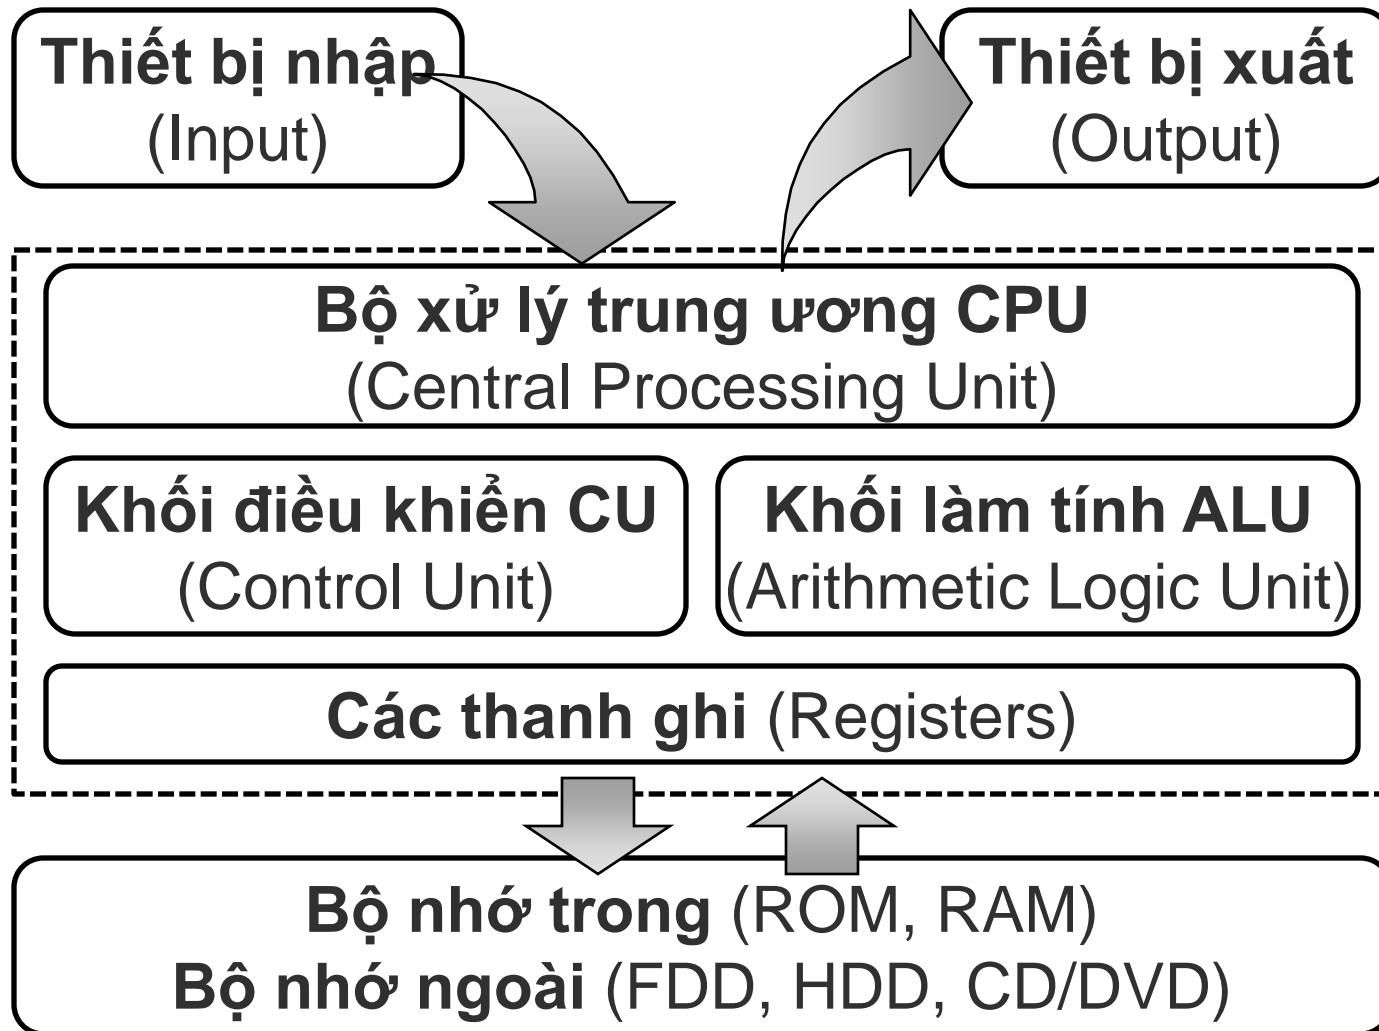 Thiết bị nhập
(Input)
Thiết bị xuất
(Output)
Bộ xử lý trung ương CPU
(Central Processing Unit)
Khối điều khiển CU
(Control Unit)
Khối làm tính ALU
(Arithmetic Logic Unit)
Các thanh ghi (Registers)
Bộ nhớ trong (ROM, RAM)
Bộ nhớ ngoài (FDD, HDD, CD/DVD)